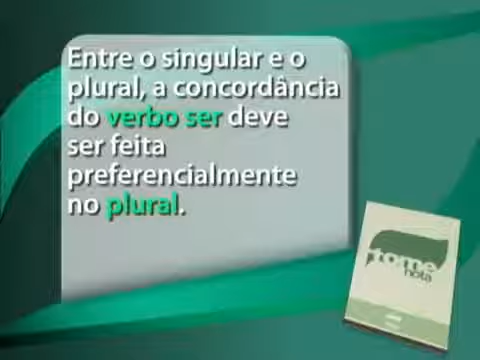 Entre o singular e o
plural, a concordância
do verbo ser deve
ser feita
preferencialmente
no plural.
tome
nota